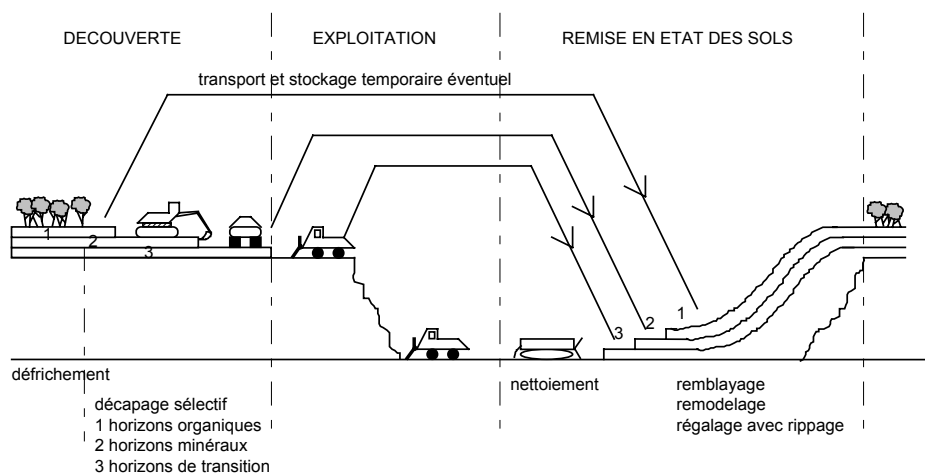 DECOUVERTE
EXPLOITATION
REMISE EN ETAT DES SOLS
transport et stockage temporaire éventuel
1
2
3
1
2
3
défrichement
nettoiement
remblayage
remodelage
régalage avec rippage
décapage sélectif
1 horizons organiques
2 horizons minéraux
3 horizons de transition